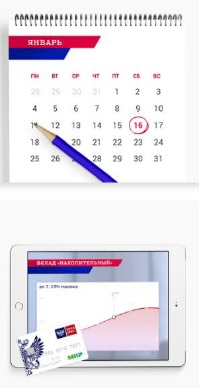 ЯНВАРЬ
ПН ВТ СР ЧТ ПТ СБ ВС
28 29 30 31 1 2 3
4 5 6 7 8 9 10
11 12 13 14 15 16 17
18 20 21 22 23 24
25 26 27 28 29 30 31
ВКЛАД «НАКОПИТЕЛЬНЫЙ»
МИР